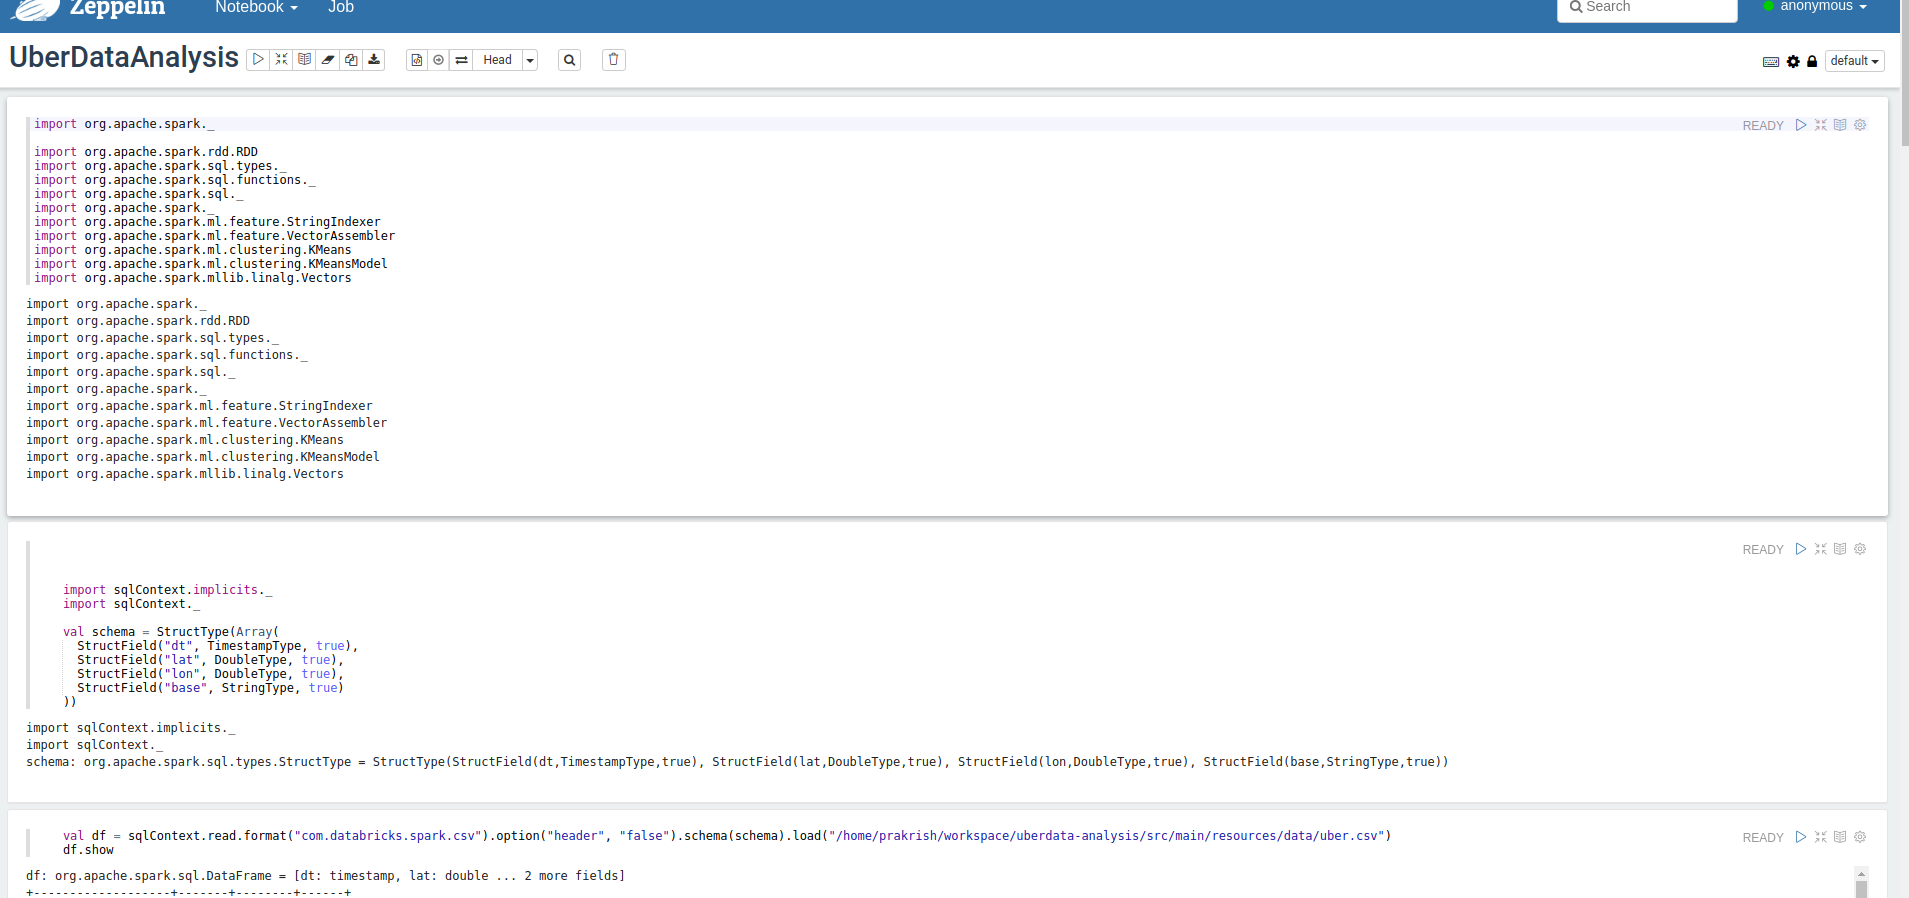 Zeppelin Notebook Job Search anonymous
UberDataAnalysis Head default
import org.apache.spark._
READY
import org.apache.spark.rdd.RDD
import org.apache.spark.sql.types._
import org.apache.spark.sql.functions._
import org.apache.spark.sql._
import org.apache.spark._
import org.apache.spark.ml.feature.StringIndexer
import org.apache.spark.ml.feature.VectorAssembler
import org.apache.spark.ml.clustering.KMeans
import org.apache.spark.ml.clustering.KMeansModel
import org.apache.spark.mllib.linalg.Vectors
import org.apache.spark._
import org.apache.spark.rdd.RDD
import org.apache.spark.sql.types._
import org.apache.spark.sql.functions._
import org.apache.spark.sql._
import org.apache.spark._
import org.apache.spark.ml.feature.StringIndexer
import org.apache.spark.ml.feature.VectorAssembler
import org.apache.spark.ml.clustering.KMeans
import org.apache.spark.ml.clustering.KMeansModel
import org.apache.spark.mllib.linalg.Vectors
READY
import sqlContext.implicits._
import sqlContext._
val schema = StructType(Array(
StructField("dt", TimestampType, true),
StructField("lat", DoubleType, true),
StructField("lon", DoubleType, true),
StructField("base", StringType, true)
))
import sqlContext.implicits._
import sqlContext._
schema: org.apache.spark.sql.types.StructType = StructType(StructField(dt,TimestampType,true), StructField(lat,DoubleType,true), StructField(lon,DoubleType,true), StructField(base,StringType,true))
val df = sqlContext.read.format("com.databricks.spark.csv").option("header", "false").schema(schema).load("/home/prakrish/workspace/uberdata-analysis/src/main/resources/data/uber.csv")
READY
df.show
df: org.apache.spark.sql.DataFrame = [dt: timestamp, lat: double ... 2 more fields]
+-------------------+-------+--------+------+